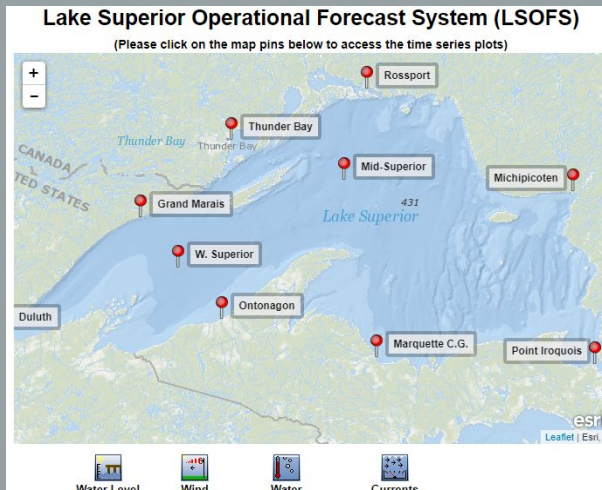 Lake Superior Operational Forecast System (LSOFS)
(Please click on the map pins below to access the time series plots)
+
−
Rossport
Thunder Bay
Thunder Bay
Thunder Bay
Mid-Superior
CANADA
UNITED STATES
Michipicoten
Grand Marais
431
Lake Superior
W. Superior
Ontonagon
Duluth
Marquette C.G.
Point Iroquois
esri
Leaflet | Esri,
Water Level
Wind
Water
Currents